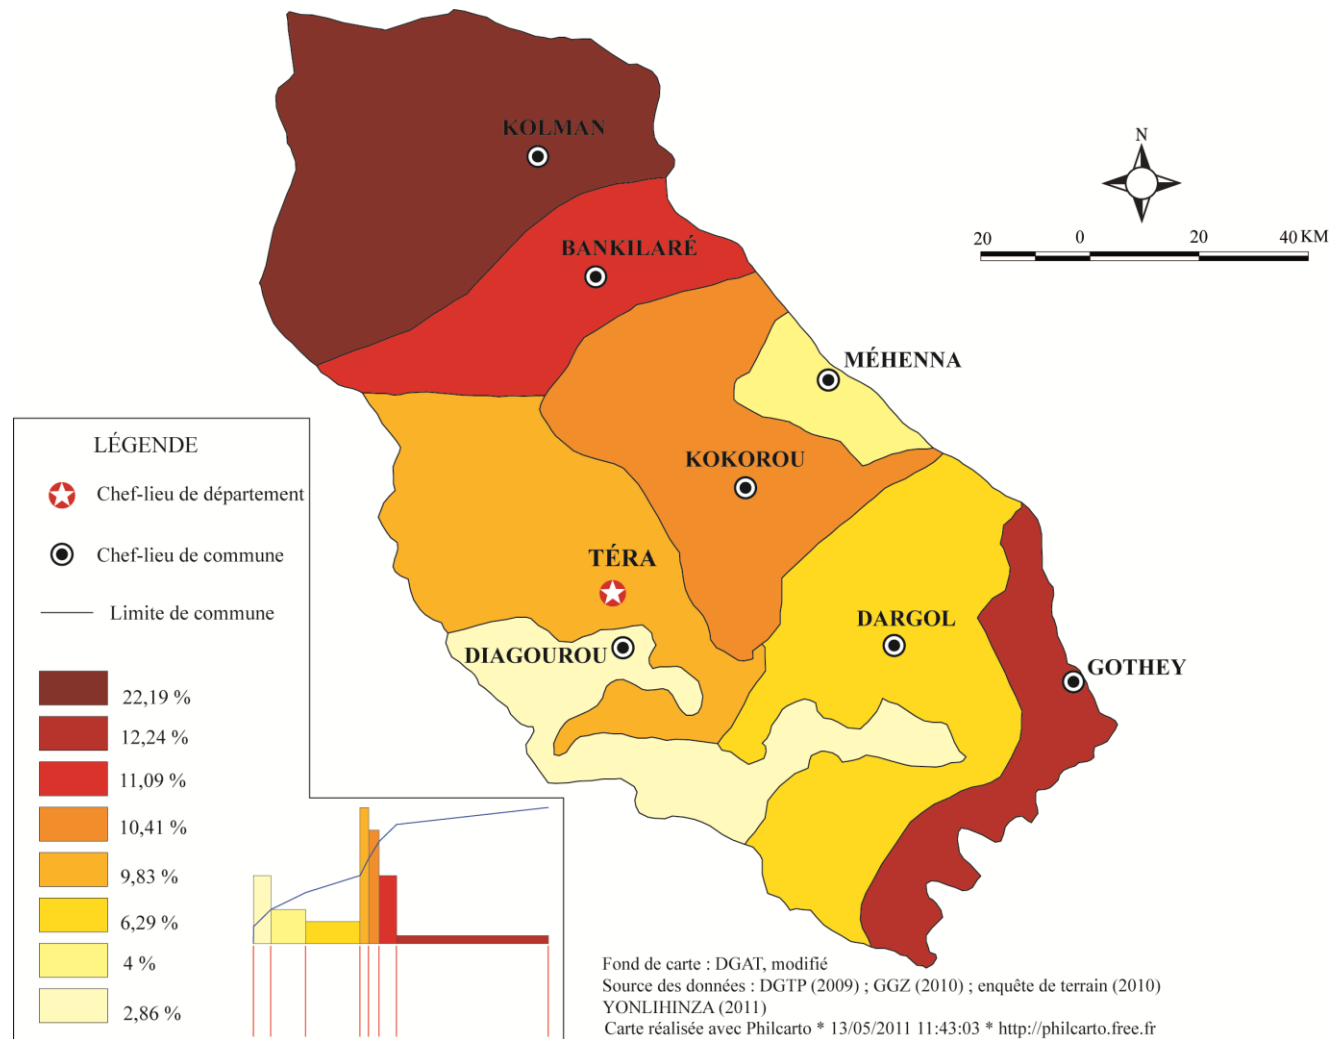 KOLMAN
N
BANKILARÉ
20 0 20 40 KM
MÉHENNA
KOKOROU
TÉRA
DARGOL
DIAGOUROU
GOTHEY
LÉGENDE
Chef-lieu de département
Chef-lieu de commune
Limite de commune
22,19 %
12,24 %
11,09 %
10,41 %
9,83 %
6,29 %
4 %
2,86 %
Fond de carte : DGAT, modifié
Source des données : DGTP (2009) ; GGZ (2010) ; enquête de terrain (2010)
YONLIHINZA (2011)
Carte réalisée avec Philcarto * 13/05/2011 11:43:03 * http://philcarto.free.fr